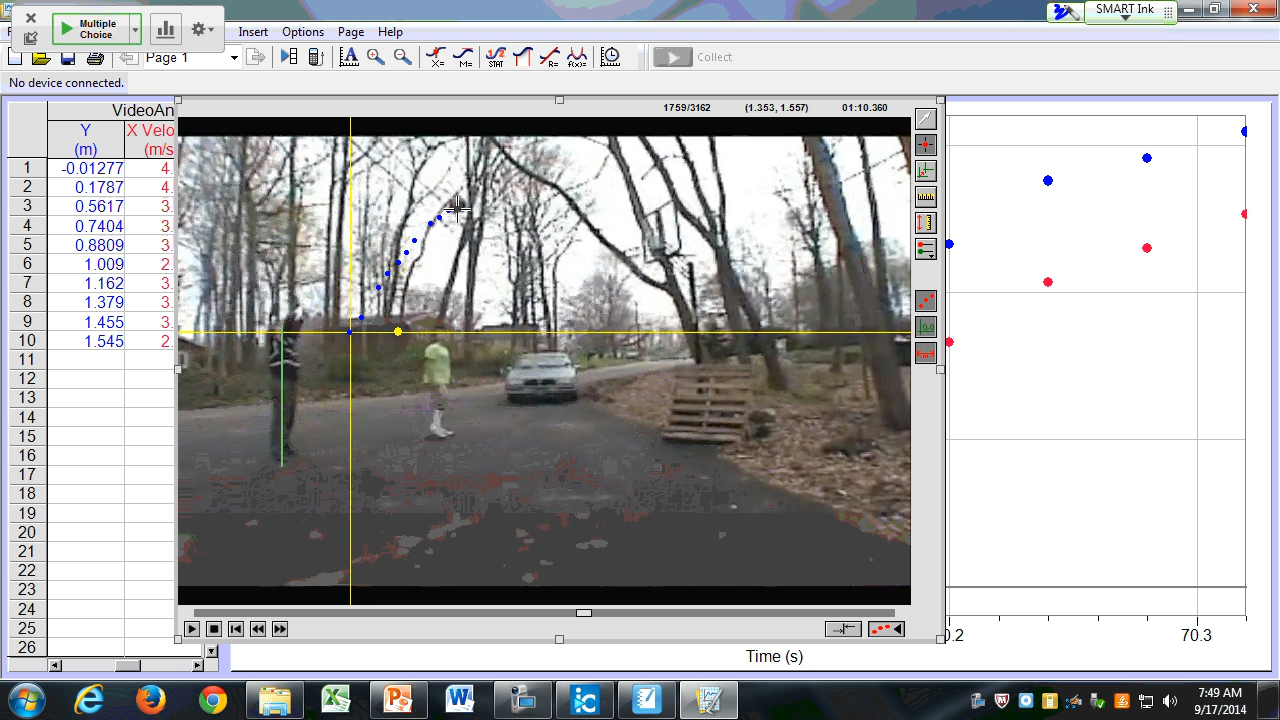 SMART Ink
Multiple
Choice
Insert Options Page Help
Page 1
Collect
No device connected.
VideoAn
Y
(m)
X Velo
(m/s
1 -0.01277 4.
2 0.1787 4.
3 0.5617 3.
4 0.7404 3.
5 0.8809 3.
6 1.009 2.
7 1.162 3.
8 1.379 3.
9 1.455 3.
10 1.545 2.
11
12
13
14
15
16
17
18
19
20
21
22
23
24
25
26
1759/3162 (1.353, 1.557) 01:10.360
0.2 70.3
Time (s)
7:49 AM
9/17/2014